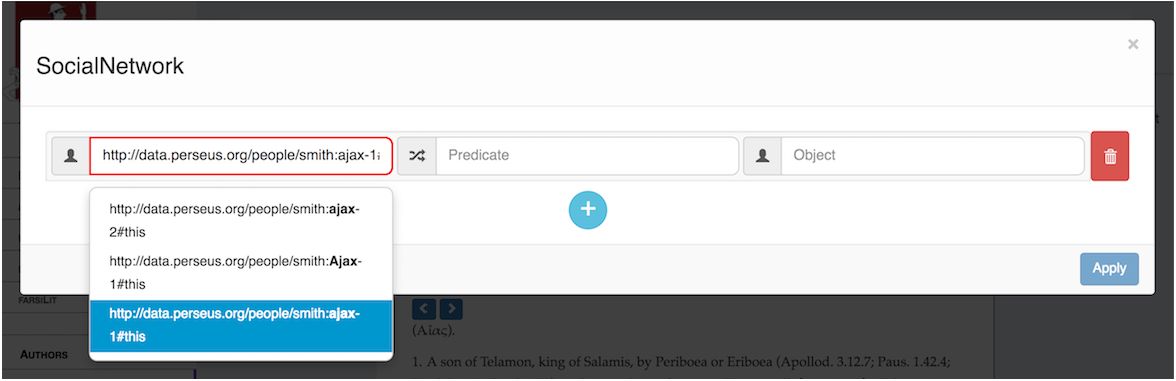 ×
SocialNetwork
http://data.perseus.org/people/smith:ajax-1
Predicate
Object
http://data.perseus.org/people/smith:ajax-
2#this
http://data.perseus.org/people/smith:Ajax-
1#this
http://data.perseus.org/people/smith:ajax-
1#this
+
Apply
FARSILIT
(Αἴας).
AUTHORS
1. A son of Telamon, king of Salamis, by Periboea or Eriboea (Apollod. 3.12.7; Paus. 1.42.4;